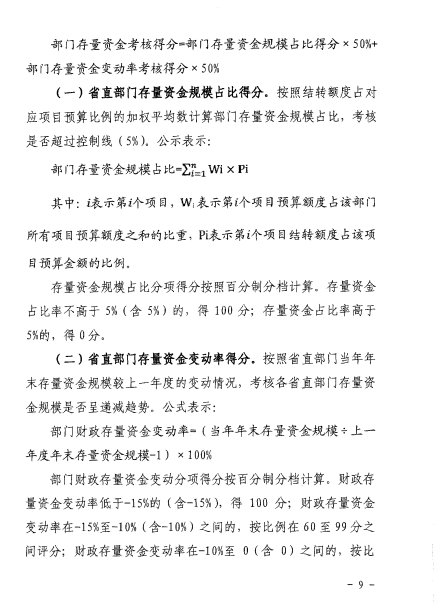 部门存量资金考核得分=部门存量资金规模占比得分×50%+
部门存量资金变动率考核得分×50%
（一）省直部门存量资金规模占比得分。按照结转额度占对
应项目预算比例的加权平均数计算部门存量资金规模占比，考核
是否超过控制线（5%）。公示表示：
部门存量资金规模占比=∑ⁿᵢ₌₁ Wi × Pi
其中：i表示第i个项目，Wᵢ表示第i个项目预算额度占该部门
所有项目预算额度之和的比重，Pi表示第i个项目结转额度占该项
目预算金额的比例。
存量资金规模占比分项得分按照百分制分档计算。存量资金
占比率不高于 5%（含 5%）的，得 100 分；存量资金占比率高于
5%的，得 0 分。
（二）省直部门存量资金变动率得分。按照省直部门当年年
末存量资金规模较上一年度的变动情况，考核各省直部门存量资
金规模是否呈递减趋势。公式表示：
部门财政存量资金变动率=（当年年末存量资金规模÷上一
年度年末存量资金规模-1）×100%
部门财政存量资金变动分项得分按百分制分档计算。财政存
量资金变动率低于-15%的（含-15%），得 100 分；财政存量资金
变动率在-15%至-10%（含-10%）之间的，按比例在 60 至 99 分之
间评分；财政存量资金变动率在-10%至 0（含 0）之间的，按比
- 9 -